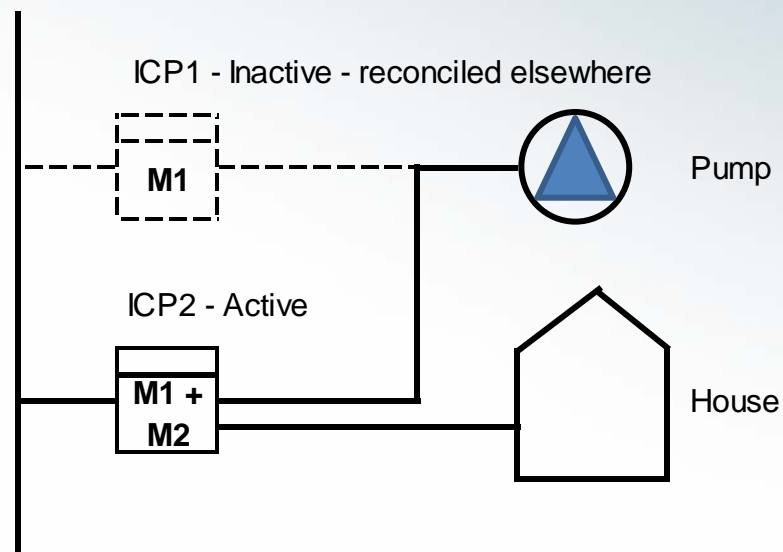 ICP1 - Inactive - reconciled elsewhere
M1
Pump
ICP2 - Active
M1 +
M2
House